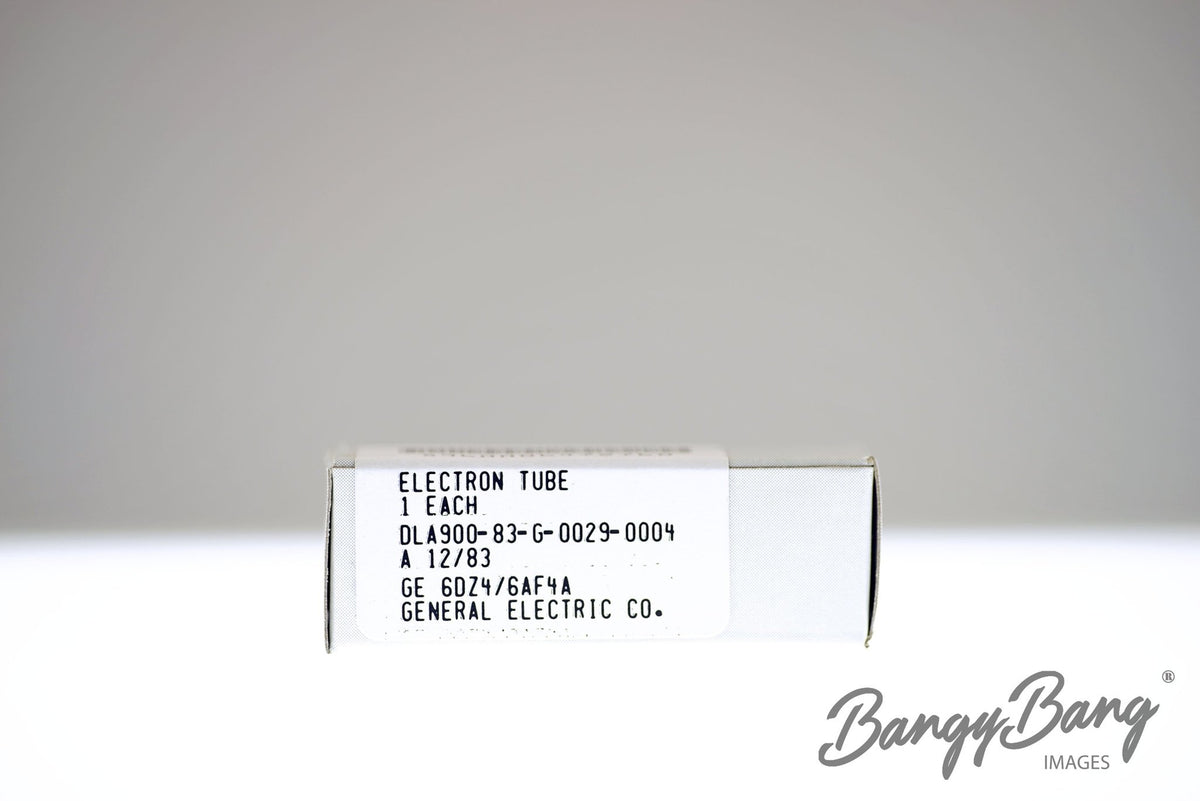 ELECTRON TUBE
1 EACH
DLA900-83-G-0029-0004
A 12/83
GE 6DZ4/6AF4A
GENERAL ELECTRIC CO.
BangyBang ®
IMAGES